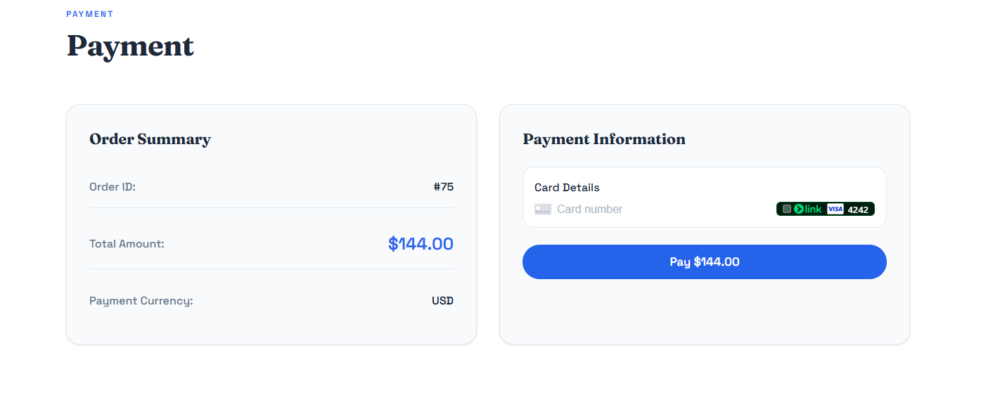 PAYMENT
Payment
Order Summary
Order ID: #75
Total Amount: $144.00
Payment Currency: USD
Payment Information
Card Details
Card number link VISA 4242
Pay $144.00